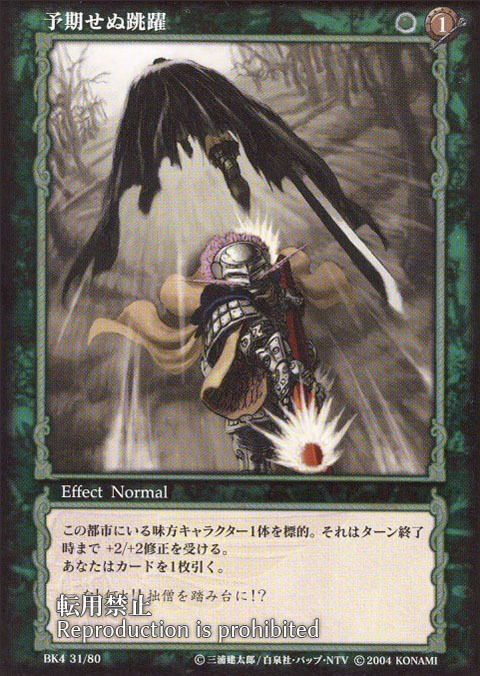 予期せぬ跳躍
1
Effect Normal
この都市にいる味方キャラクター1体を標的。それはターン終了
時まで +2/+2修正を受ける。
あなたはカードを1枚引く。
拙僧を踏み台に!?
転用禁止
Reproduction is prohibited
BK4 31/80
©三浦建太郎/白泉社・バップ・NTV ©2004 KONAMI